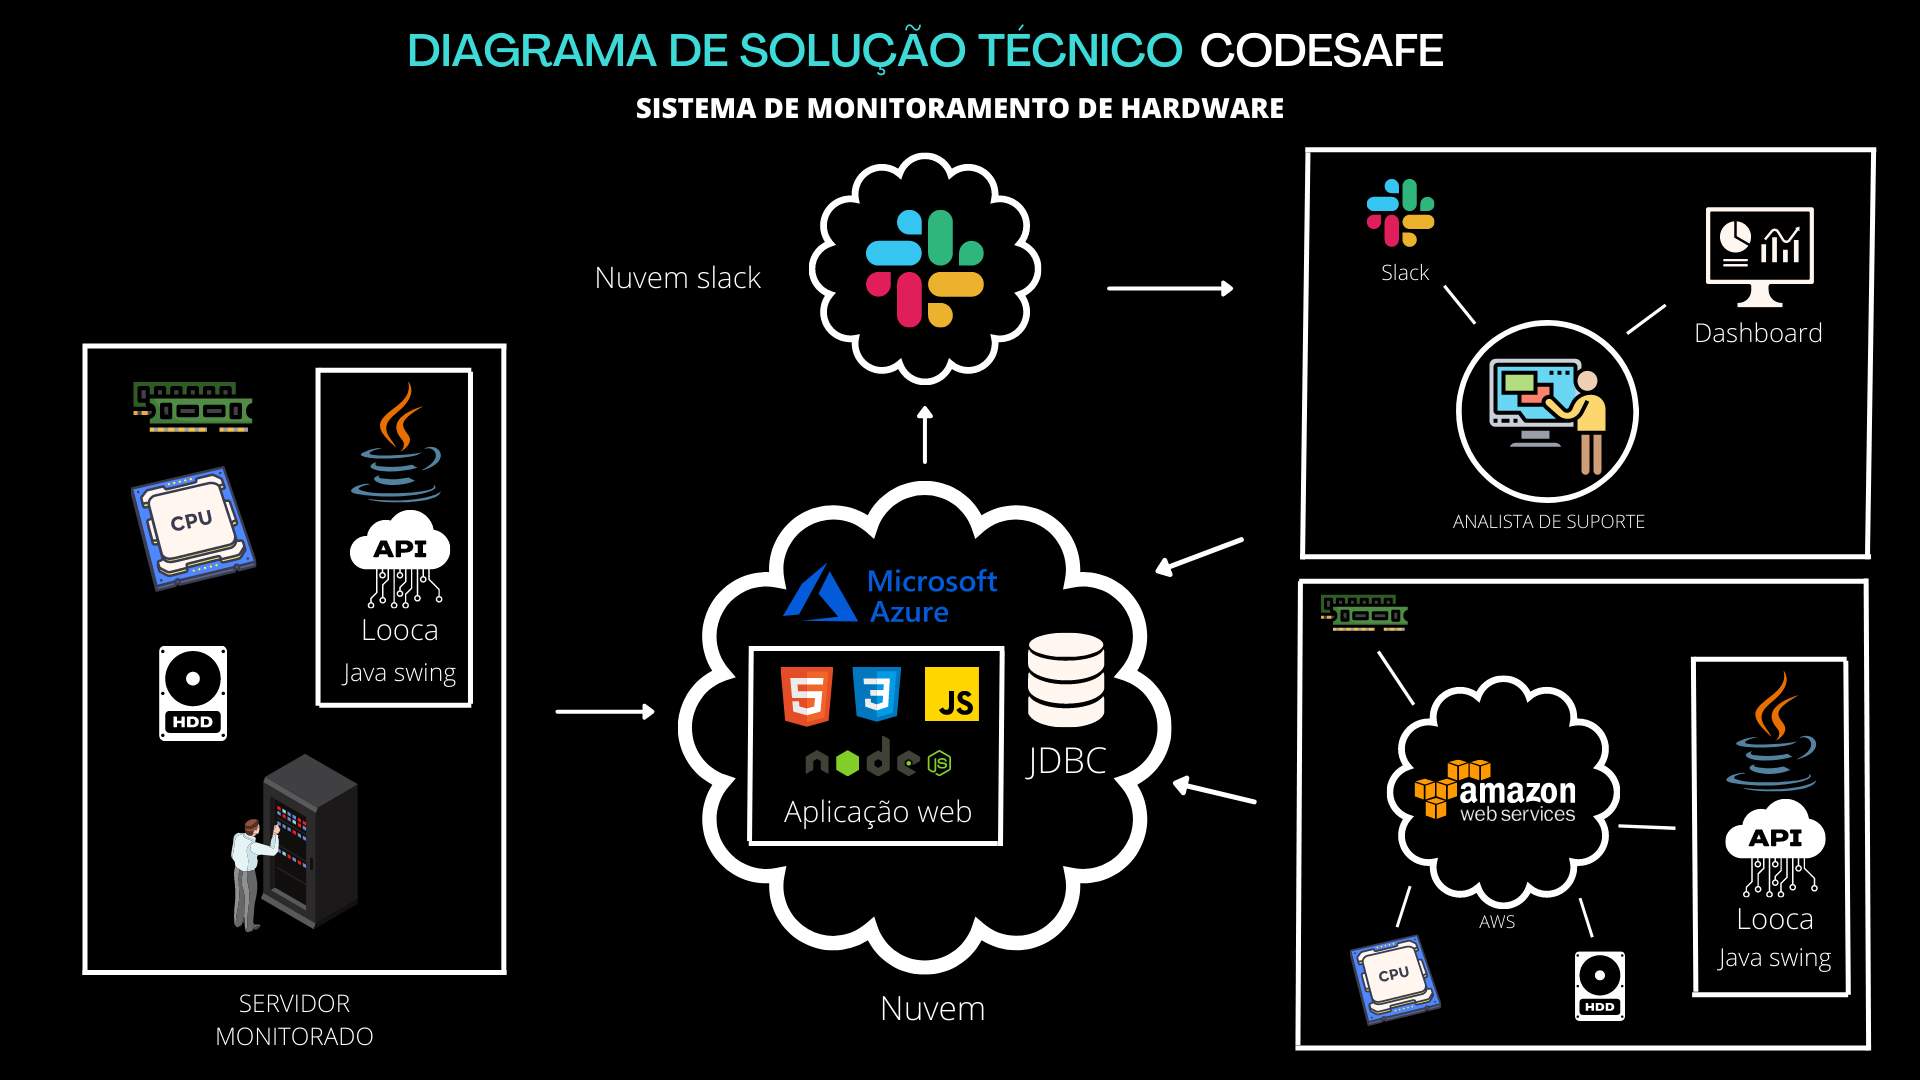 DIAGRAMA DE SOLUÇÃO TÉCNICO CODESAFE
SISTEMA DE MONITORAMENTO DE HARDWARE
Nuvem slack
Slack
Dashboard
ANALISTA DE SUPORTE
CPU
API
Looca
Java swing
HDD
SERVIDOR
MONITORADO
Microsoft
Azure
5
3
JS
node
JS
Aplicação web
JDBC
Nuvem
amazon
web services
AWS
CPU
HDD
API
Looca
Java swing